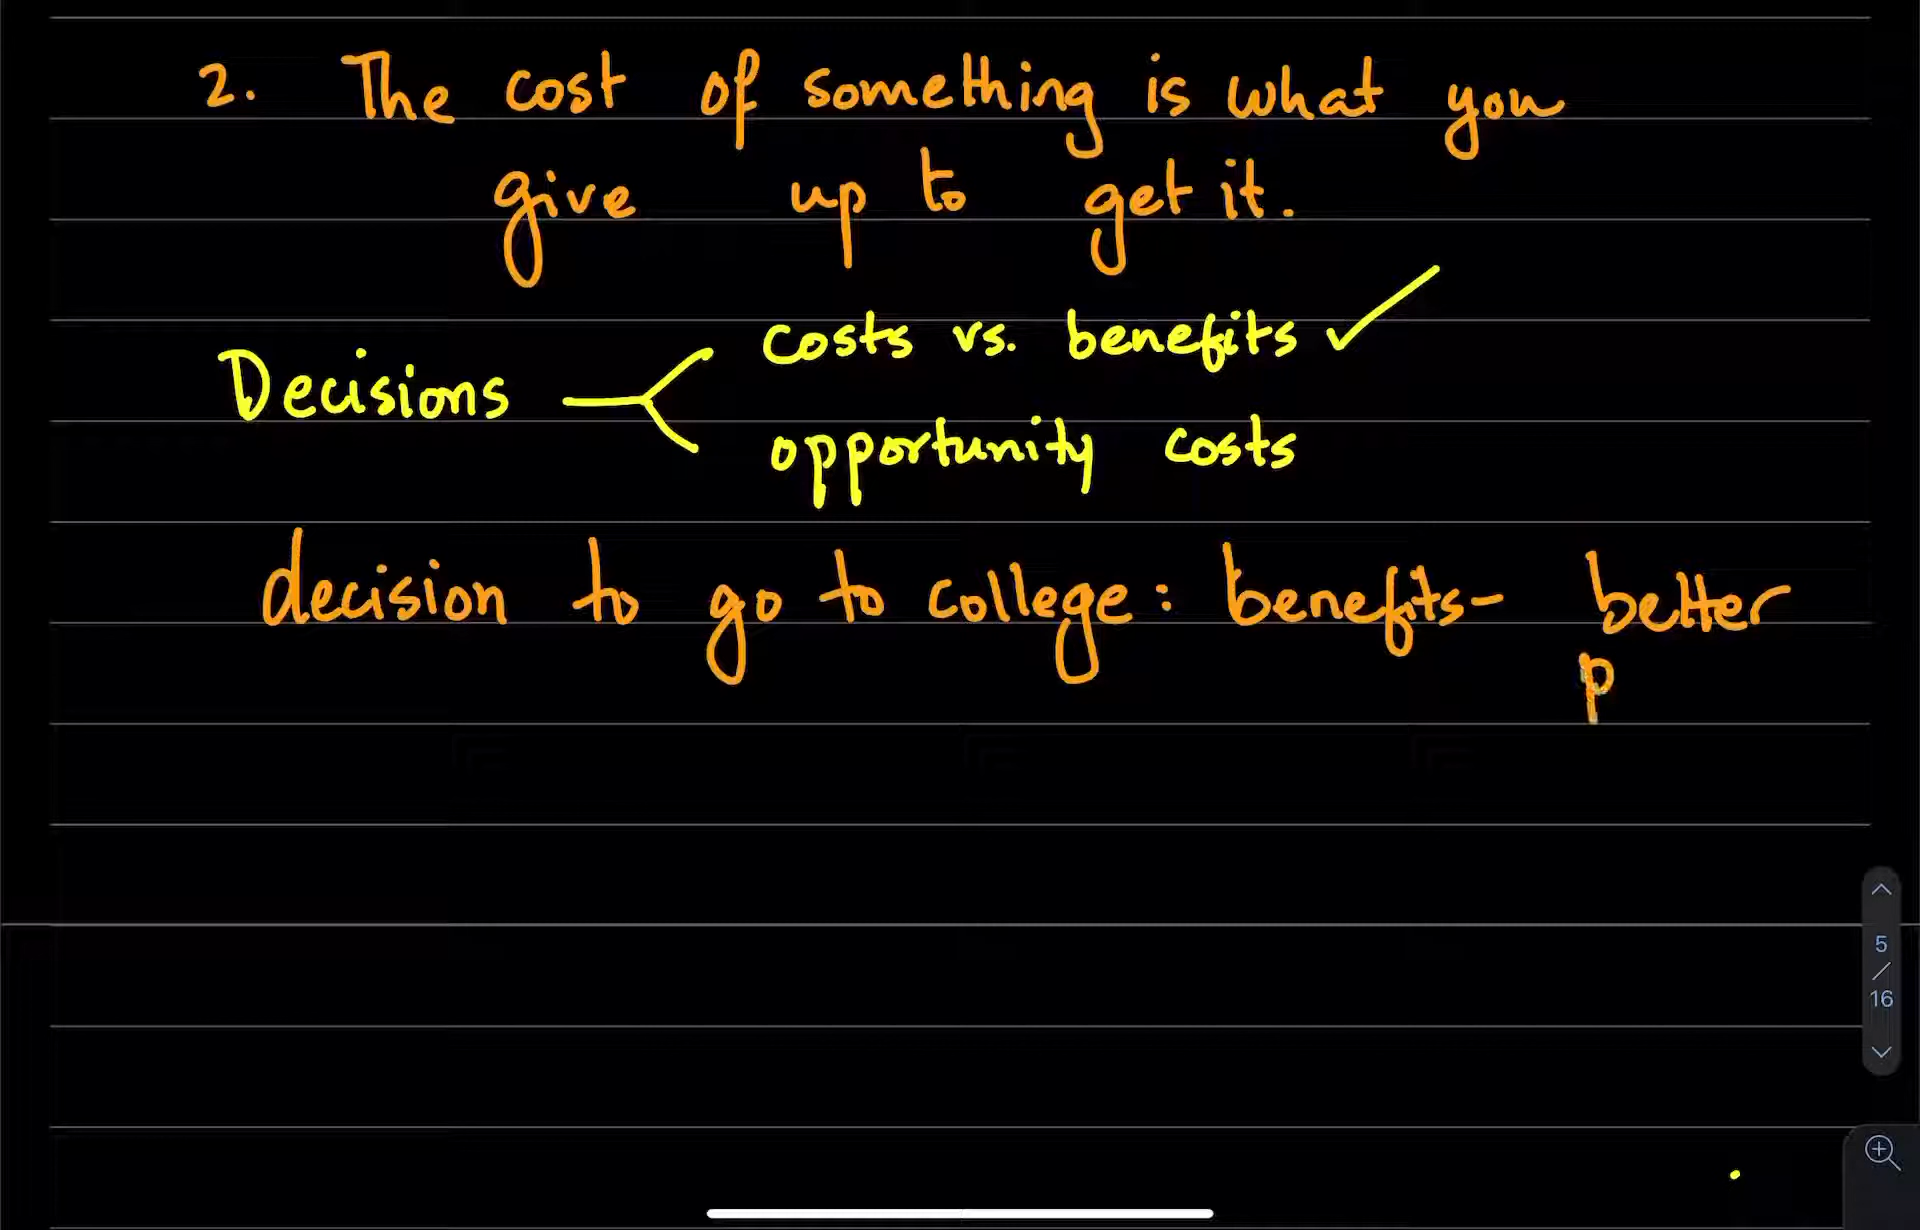 2. The cost of something is what you
give up to get it.
costs vs. benefits ✓
Decisions
opportunity costs
decision to go to college: benefits- better
p
5
/
16